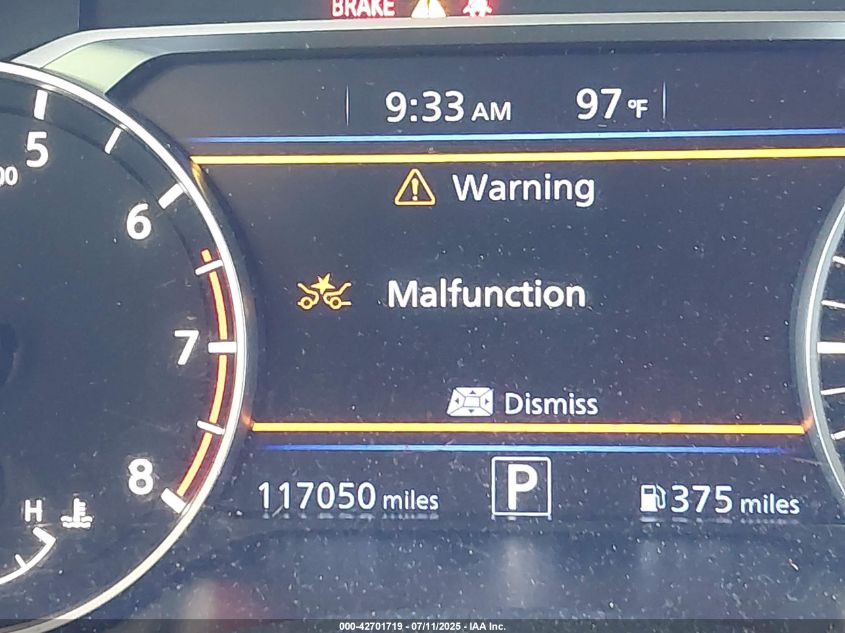 BRAKE
9:33 AM 97 °F
5
00
6
Warning
Malfunction
7
Dismiss
8
H
117050 miles P 375 miles
000-42701719 - 07/11/2025 - IAA Inc.